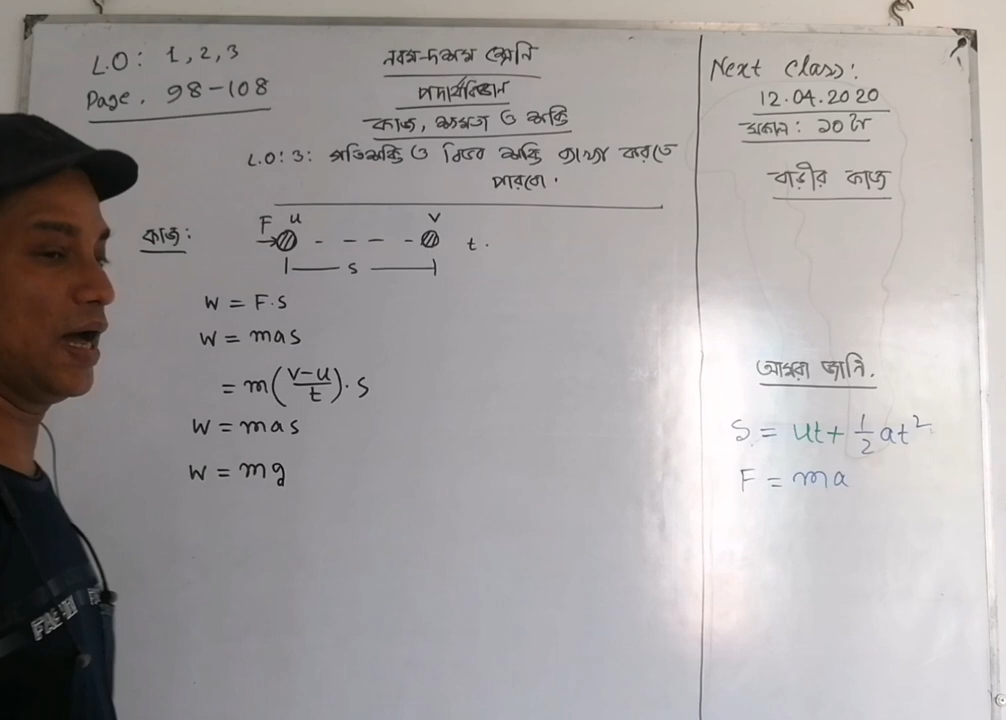 L.O: 1, 2, 3
Page. 98-108
নবম-দশম শ্রেণি
পদার্থবিজ্ঞান
কাজ, ক্ষমতা ও শক্তি
L.O: 3: গতিশক্তি ও বিভব শক্তি ব্যাখ্যা করতে
পারবো.
কাজ:
F u v
t.
s
W = F.s
W = mas
= m(v-u/t).s
W = mas
W = mg
Next Class:
12.04.2020
সকাল: ১০টা
বাড়ীর কাজ
আমরা জানি.
S = ut + 1/2 at²
F = ma